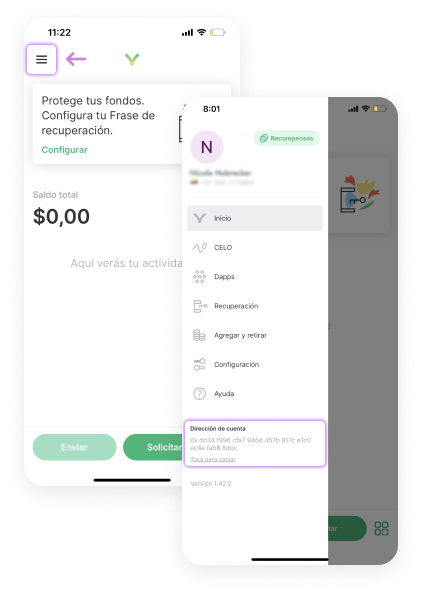 11:22
Protege tus fondos.
Configura tu Frase de
recuperación.
Configurar
Saldo total
$0,00
Aquí verás tu activida
Enviar
Solicitar
8:01
N
Recompensas
Inicio
CELO
Dapps
Recuperación
Agregar y retirar
Configuración
Ayuda
Dirección de cuenta
0x dd34 f996 cfa7 946d 457b 817c e1c0
ec4e fab8 8dbc
Toca para copiar
Versión 1.42.0
tar